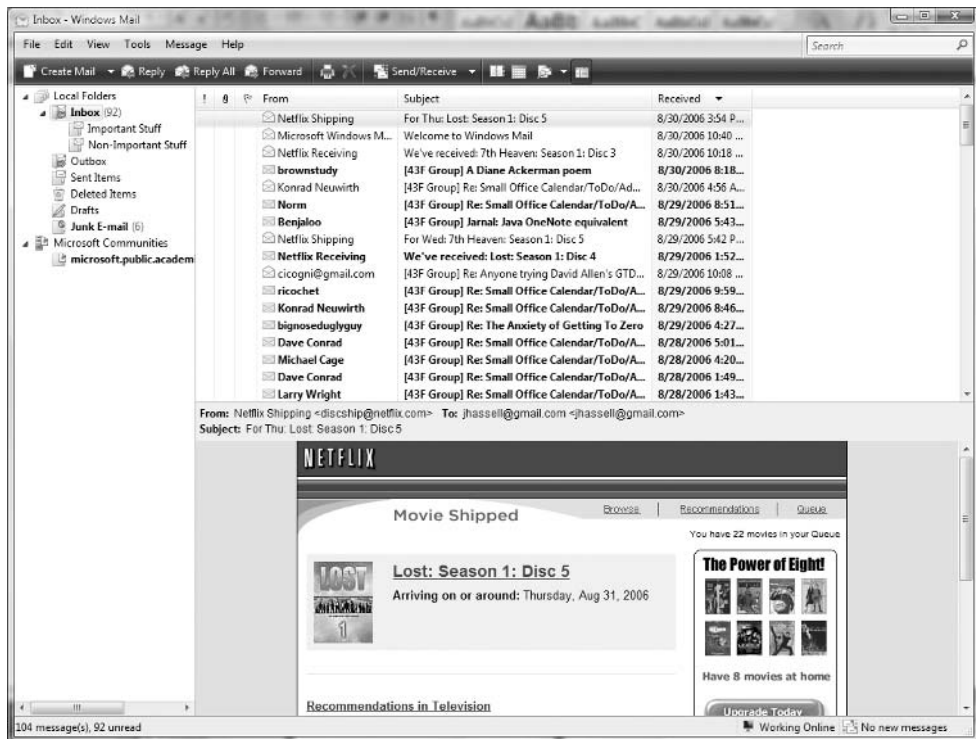 Inbox - Windows Mail
File Edit View Tools Message Help
Search
Create Mail Reply Reply All Forward Send/Receive
Local Folders
Inbox (92)
Important Stuff
Non-Important Stuff
Outbox
Sent Items
Deleted Items
Drafts
Junk E-mail (6)
Microsoft Communities
microsoft.public.academ
! From Subject Received
Netflix Shipping For Thu: Lost: Season 1: Disc 5 8/30/2006 3:54 P...
Microsoft Windows M... Welcome to Windows Mail 8/30/2006 10:40 ...
Netflix Receiving We've received: 7th Heaven: Season 1: Disc 3 8/30/2006 10:18 ...
brownstudy [43F Group] A Diane Ackerman poem 8/30/2006 8:18...
Konrad Neuwirth [43F Group] Re: Small Office Calendar/ToDo/Ad... 8/30/2006 4:56 A...
Norm [43F Group] Re: Small Office Calendar/ToDo/A... 8/29/2006 8:51...
Benjaloo [43F Group] Jarnal: Java OneNote equivalent 8/29/2006 5:43...
Netflix Shipping For Wed: 7th Heaven: Season 1: Disc 5 8/29/2006 5:42 P...
Netflix Receiving We've received: Lost: Season 1: Disc 4 8/29/2006 1:52...
cicogni@gmail.com [43F Group] Re: Anyone trying David Allen's GTD... 8/29/2006 10:08 ...
ricochet [43F Group] Re: Small Office Calendar/ToDo/A... 8/29/2006 9:59...
Konrad Neuwirth [43F Group] Re: Small Office Calendar/ToDo/A... 8/29/2006 8:46...
bignoseduglyguy [43F Group] Re: The Anxiety of Getting To Zero 8/29/2006 4:27...
Dave Conrad [43F Group] Re: Small Office Calendar/ToDo/A... 8/28/2006 5:01...
Michael Cage [43F Group] Re: Small Office Calendar/ToDo/A... 8/28/2006 4:20...
Dave Conrad [43F Group] Re: Small Office Calendar/ToDo/A... 8/28/2006 1:49...
Larry Wright [43F Group] Re: Small Office Calendar/ToDo/A... 8/28/2006 1:43...
From: Netflix Shipping <discship@netflix.com> To: jhassell@gmail.com <jhassell@gmail.com>
Subject: For Thu: Lost: Season 1: Disc 5
NETFLIX
Movie Shipped
Browse | Recommendations | Queue
You have 22 movies in your Queue
LOST
1
Lost: Season 1: Disc 5
Arriving on or around: Thursday, Aug 31, 2006
The Power of Eight!
Have 8 movies at home
Upgrade Today
Recommendations in Television
104 message(s), 92 unread
Working Online No new messages